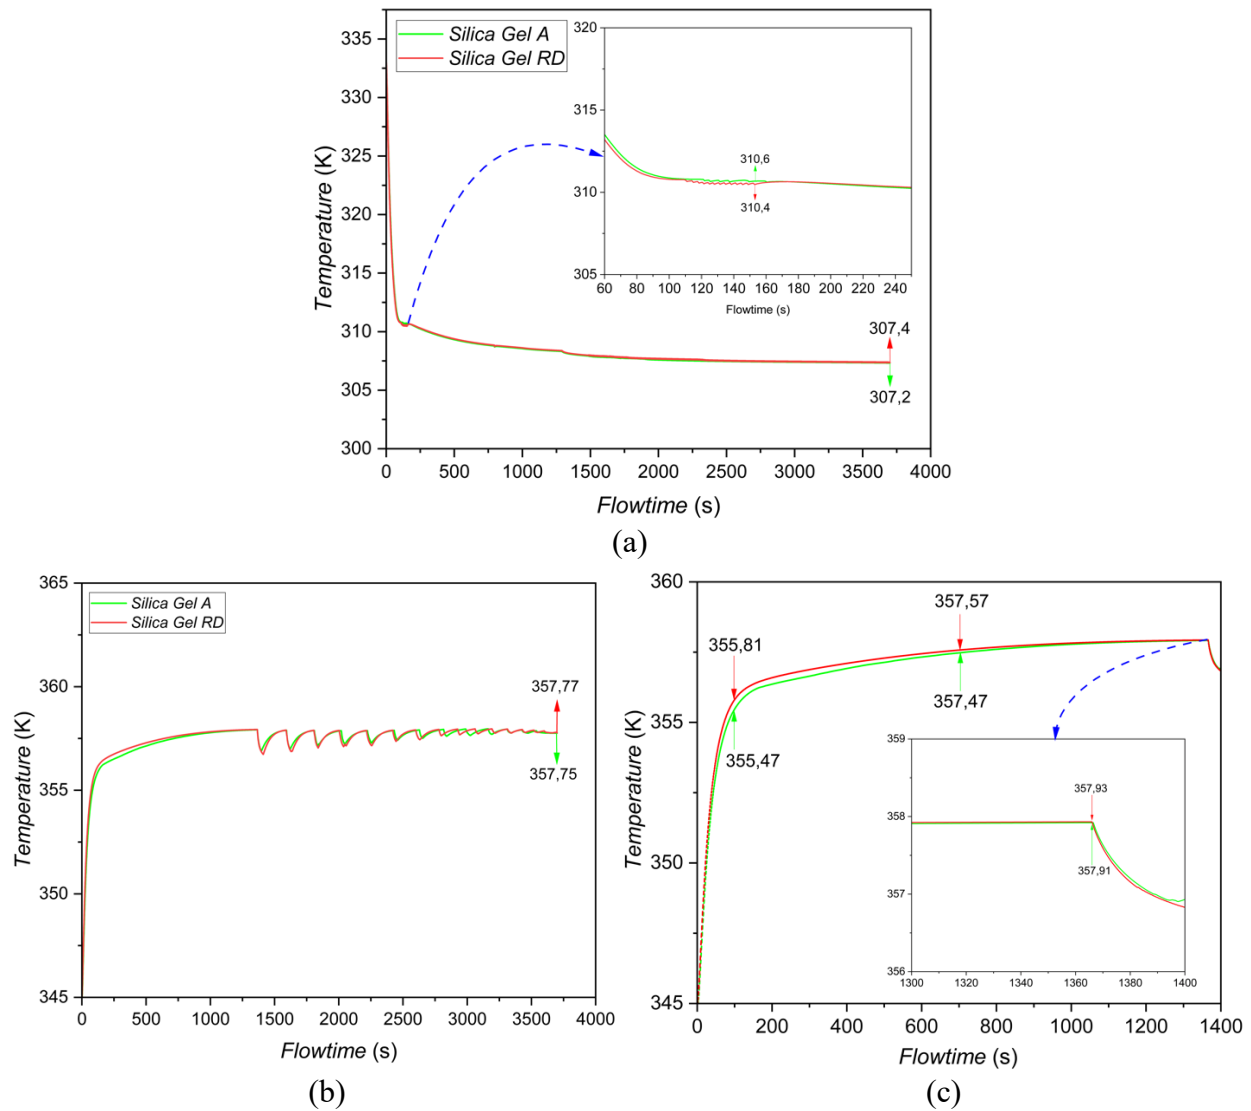 Silica Gel A
Silica Gel RD
335
330
325
320
315
310
305
300
Temperature (K)
0 500 1000 1500 2000 2500 3000 3500 4000
Flowtime (s)
320
315
310
305
310,6
310,4
60 80 100 120 140 160 180 200 220 240
Flowtime (s)
307,4
307,2
(a)
Silica Gel A
Silica Gel RD
365
360
355
350
345
Temperature (K)
357,77
357,75
0 500 1000 1500 2000 2500 3000 3500 4000
Flowtime (s)
(b)
360
355
350
345
Temperature (K)
355,81
355,47
357,57
357,47
359
358
357
356
357,93
357,91
1300 1320 1340 1360 1380 1400
0 200 400 600 800 1000 1200 1400
Flowtime (s)
(c)